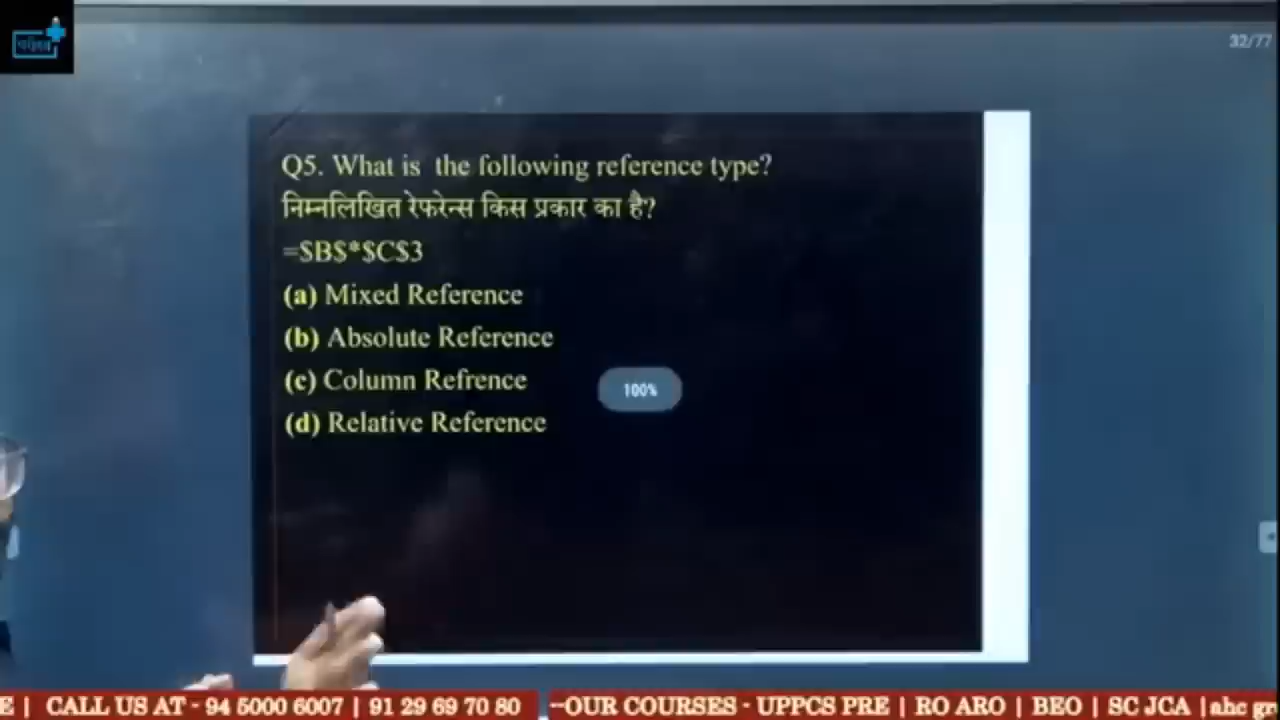 32/77
Q5. What is the following reference type?
निम्नलिखित रेफरेन्स किस प्रकार का है?
=$B$*$C$3
(a) Mixed Reference
(b) Absolute Reference
(c) Column Refrence
100%
(d) Relative Reference
E | CALL US AT - 94 5000 6007 | 91 29 69 70 80 -OUR COURSES - UPPCS PRE | RO ARO | BEO | SC JCA |ahc gr